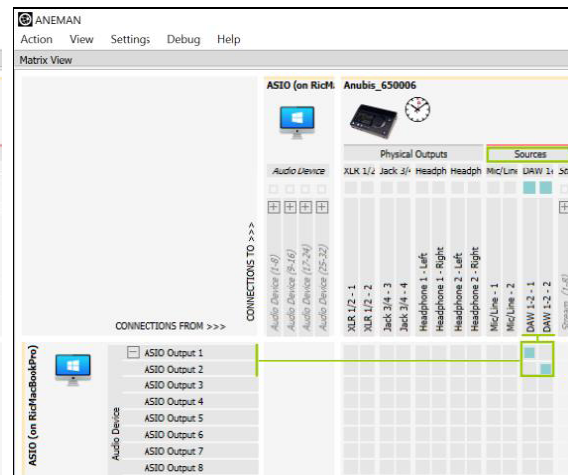 ANEMAN
Action View Settings Debug Help
Matrix View
ASIO (on RicM
Anubis_650006
Physical Outputs
Sources
Audio Device
XLR 1/2
Jack 3/4
Headph
Headph
Mic/Line
DAW 1-
CONNECTIONS TO >>>
Audio Device (1-8)
Audio Device (9-16)
Audio Device (17-24)
Audio Device (25-32)
XLR 1/2 - 1
XLR 1/2 - 2
Jack 3/4 - 3
Jack 3/4 - 4
Headphone 1 - Left
Headphone 1 - Right
Headphone 2 - Left
Headphone 2 - Right
Mic/Line - 1
Mic/Line - 2
DAW 1-2 - 1
DAW 1-2 - 2
Stream (1-8)
CONNECTIONS FROM >>>
ASIO (on RicMacBookPro)
Audio Device
ASIO Output 1
ASIO Output 2
ASIO Output 3
ASIO Output 4
ASIO Output 5
ASIO Output 6
ASIO Output 7
ASIO Output 8